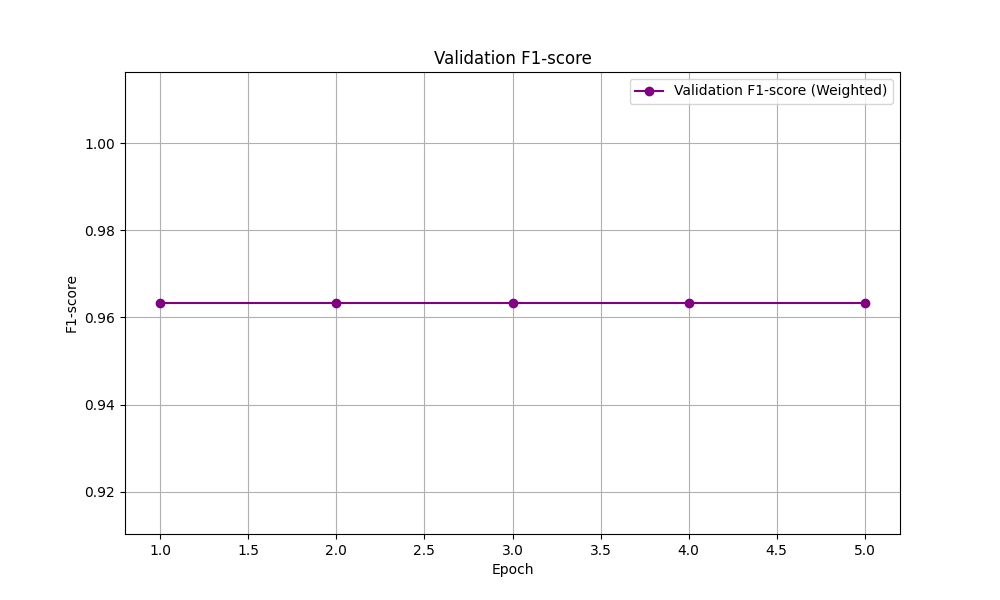 Validation F1-score
Validation F1-score (Weighted)
1.00
0.98
0.96
0.94
0.92
F1-score
1.0 1.5 2.0 2.5 3.0 3.5 4.0 4.5 5.0
Epoch